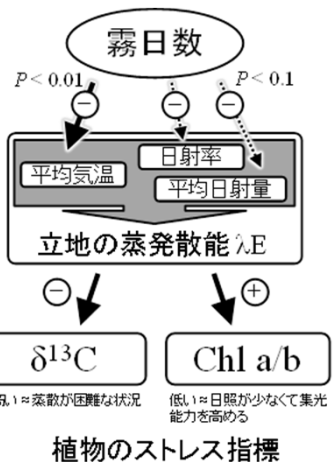 霧日数
P < 0.01
P < 0.1
−
−
−
日射率
平均気温
平均日射量
立地の蒸発散能 λE
−
+
δ¹³C
Chl a/b
い≈蒸散が困難な状況
低い≈日照が少なくて集光
能力を高める
植物のストレス指標